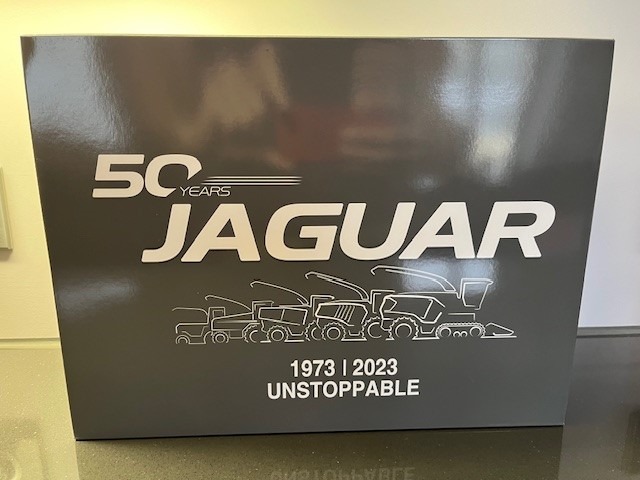 50
YEARS
JAGUAR
1973 | 2023
UNSTOPPABLE